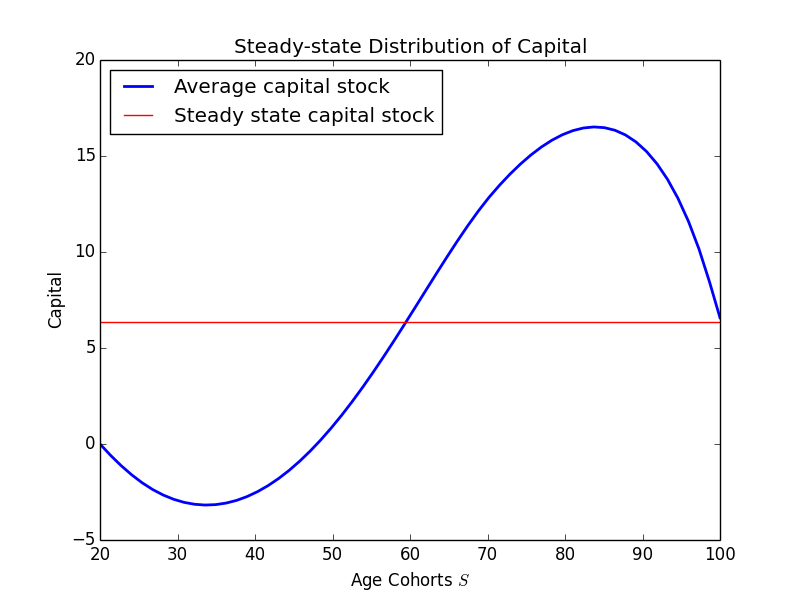 Steady-state Distribution of Capital
Average capital stock
Steady state capital stock
20
15
10
5
0
−5
Capital
20 30 40 50 60 70 80 90 100
Age Cohorts S